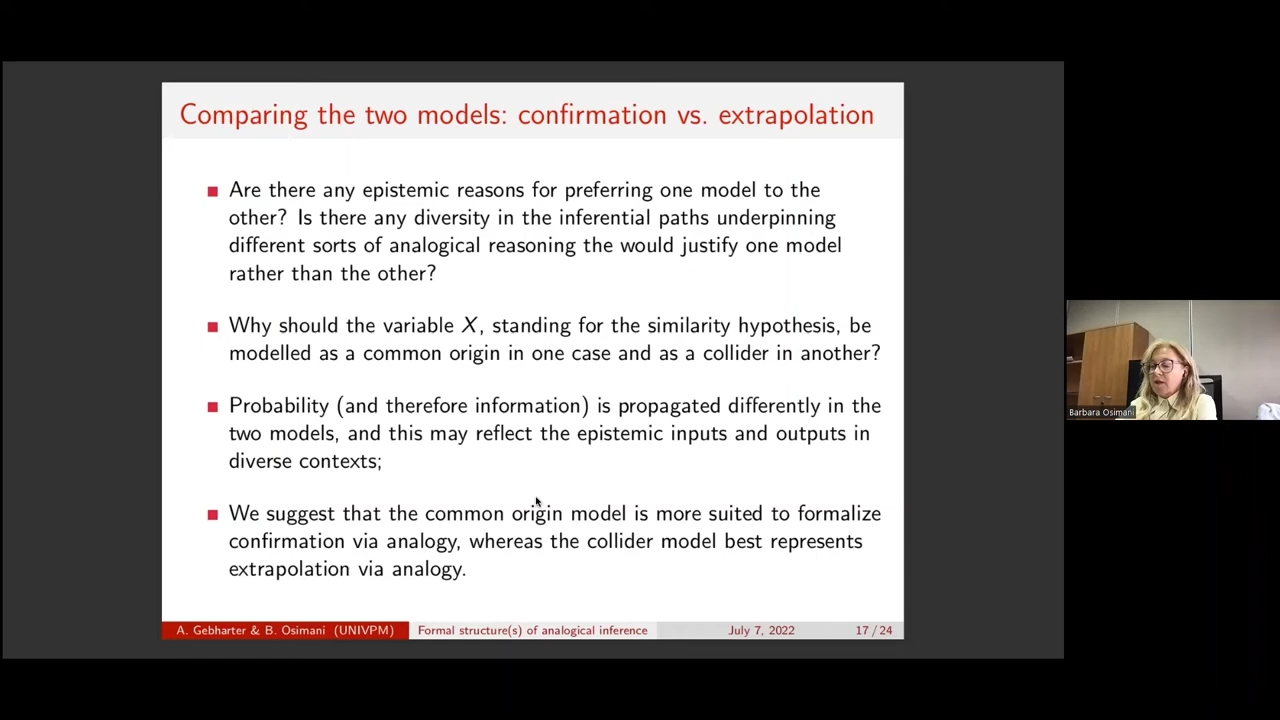 Comparing the two models: confirmation vs. extrapolation
Are there any epistemic reasons for preferring one model to the
other? Is there any diversity in the inferential paths underpinning
different sorts of analogical reasoning the would justify one model
rather than the other?
Why should the variable X, standing for the similarity hypothesis, be
modelled as a common origin in one case and as a collider in another?
Probability (and therefore information) is propagated differently in the
two models, and this may reflect the epistemic inputs and outputs in
diverse contexts;
We suggest that the common origin model is more suited to formalize
confirmation via analogy, whereas the collider model best represents
extrapolation via analogy.
A. Gebharter & B. Osimani (UNIVPM) Formal structure(s) of analogical inference July 7, 2022 17 / 24
Barbara Osimani